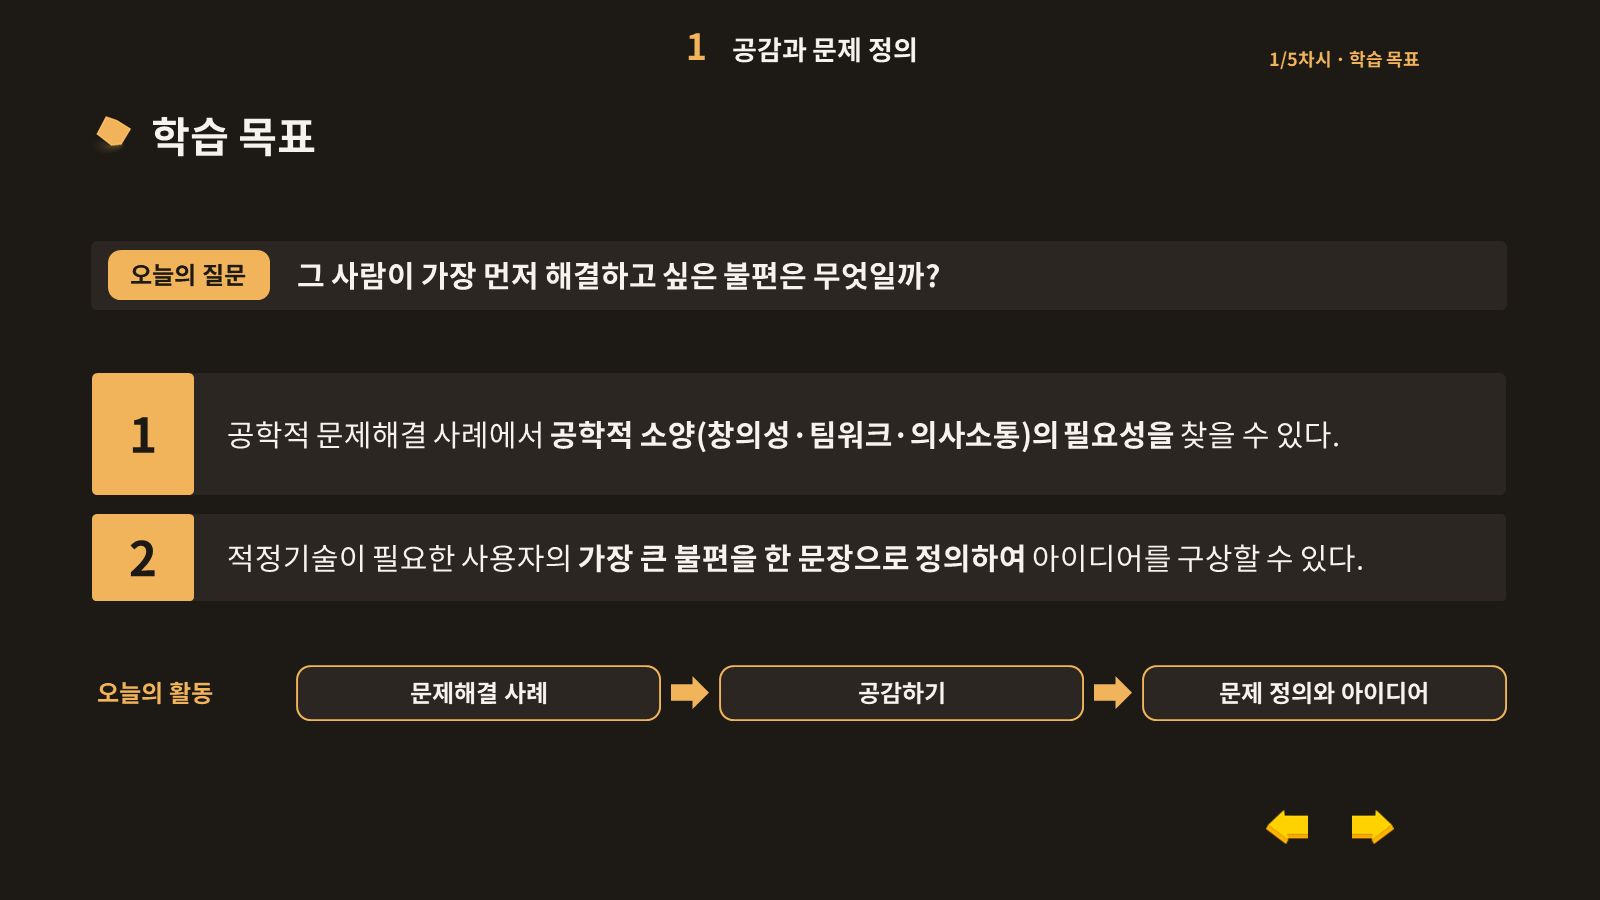 1 공감과 문제 정의
1/5차시 · 학습 목표
학습 목표
오늘의 질문 그 사람이 가장 먼저 해결하고 싶은 불편은 무엇일까?
1 공학적 문제해결 사례에서 공학적 소양(창의성·팀워크·의사소통)의 필요성을 찾을 수 있다.
2 적정기술이 필요한 사용자의 가장 큰 불편을 한 문장으로 정의하여 아이디어를 구상할 수 있다.
오늘의 활동 문제해결 사례 공감하기 문제 정의와 아이디어